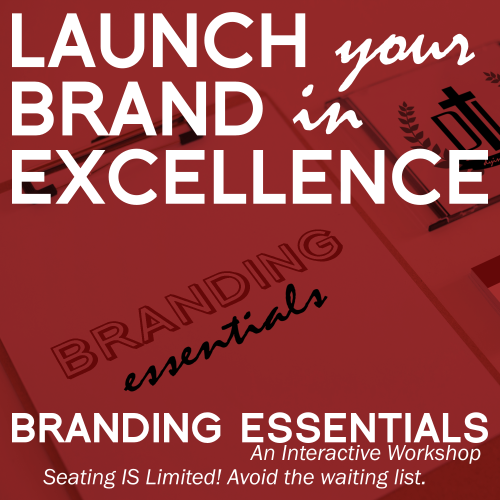 LAUNCH your
BRAND in
EXCELLENCE
DTL
BRANDING
essentials
BRANDING ESSENTIALS
An Interactive Workshop
Seating IS Limited! Avoid the waiting list.